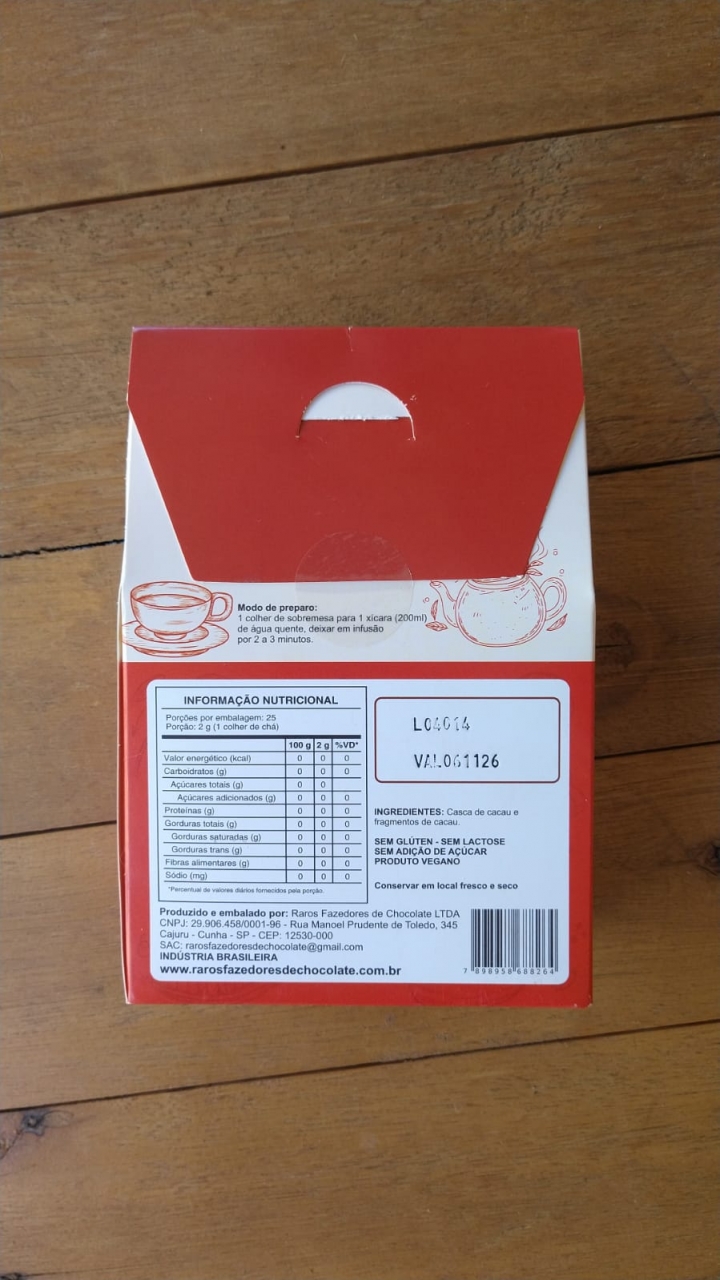 Modo de preparo:
1 colher de sobremesa para 1 xícara (200ml)
de água quente, deixar em infusão
por 2 a 3 minutos.
INFORMAÇÃO NUTRICIONAL
Porções por embalagem: 25
Porção: 2 g (1 colher de chá)
100 g 2 g %VD*
Valor energético (kcal) 0 0 0
Carboidratos (g) 0 0 0
Açúcares totais (g) 0 0
Açúcares adicionados (g) 0 0 0
Proteínas (g) 0 0 0
Gorduras totais (g) 0 0 0
Gorduras saturadas (g) 0 0 0
Gorduras trans (g) 0 0 0
Fibras alimentares (g) 0 0 0
Sódio (mg) 0 0 0
*Percentual de valores diários fornecidos pela porção.
VAL061126
INGREDIENTES: Casca de cacau e
fragmentos de cacau.
SEM GLÚTEN - SEM LACTOSE
SEM ADIÇÃO DE AÇÚCAR
PRODUTO VEGANO
Conservar em local fresco e seco
Produzido e embalado por: Raros Fazedores de Chocolate LTDA
CNPJ: 29.906.458/0001-96 - Rua Manoel Prudente de Toledo, 345
Cajuru - Cunha - SP - CEP: 12530-000
SAC: rarosfazedoresdechocolate@gmail.com
INDÚSTRIA BRASILEIRA
www.rarosfazedoresdechocolate.com.br
7 898958 688264